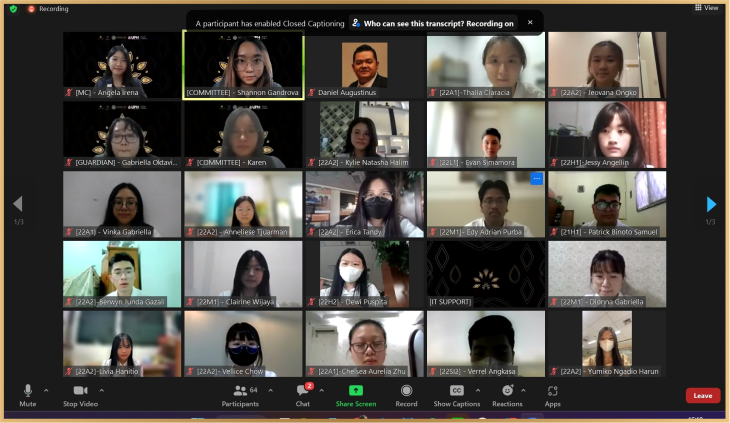 Recording
View
A participant has enabled Closed Captioning
Who can see this transcript? Recording on
[MC] - Angela Irena
[COMMITTEE] - Shannon Gandrova
Daniel Augustinus
[22A1]-Thalia Claracia
[22A2] - Jeovana Ongko
[GUARDIAN] - Gabriella Oktavi...
[COMMITTEE] - Karen
[22A2] - Kylie Natasha Halim
[22L1] - Evan Simamora
[22H1]-Jessy Angellin
[22A1] - Vinka Gabriella
[22A2] - Anneliese Tjuarman
[22A2] - Erica Tandy
[22M1]- Edy Adrian Purba
[21H1] - Patrick Binoto Samuel
[22A2]-Berwyn Junda Gazali
[22M1] - Clairine Wijaya
[22H2] - Dewi Puspita
[IT SUPPORT]
[22M1] - Dionna Gabriella
[22A2]-Livia Hanitio
[22A2]- Vellice Chow
[22A1]-Chelsea Aurelia Zhu
[22SI2] - Verrel Angkasa
[22A2] - Yumiko Ngadio Harun
1/3
1/3
Mute
Stop Video
64
Participants
2
Chat
Share Screen
Record
CC
Show Captions
Reactions
Apps
Leave